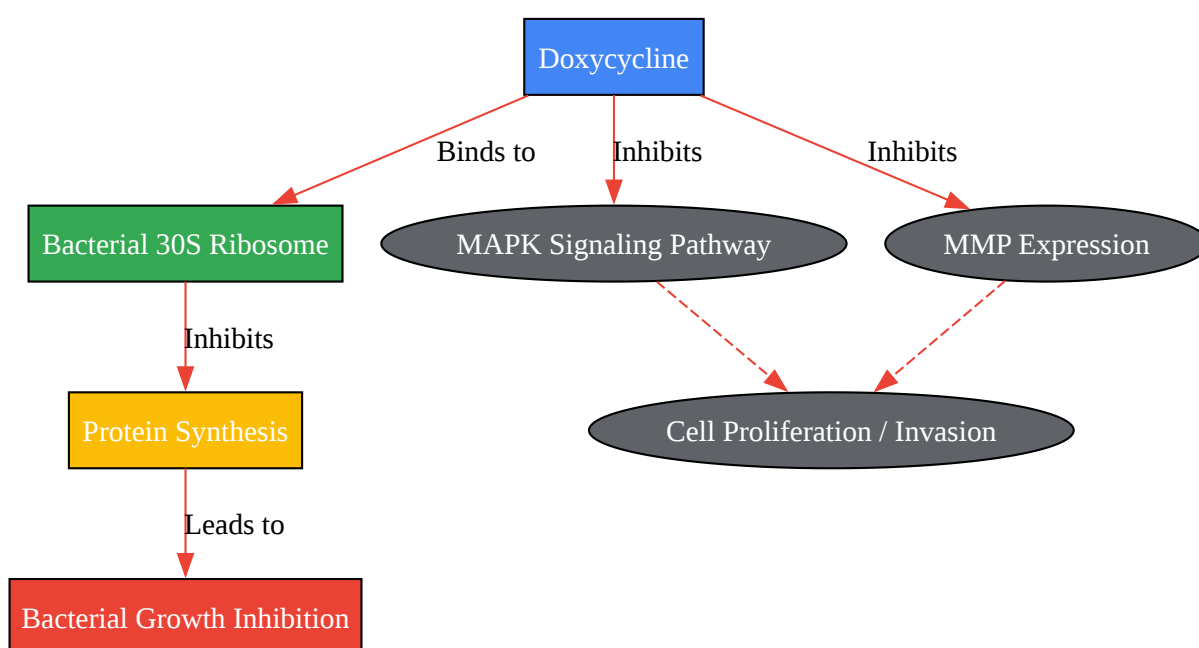 Doxycycline
Binds to
Inhibits
Inhibits
Bacterial 30S Ribosome
MAPK Signaling Pathway
MMP Expression
Inhibits
Protein Synthesis
Cell Proliferation / Invasion
Leads to
Bacterial Growth Inhibition